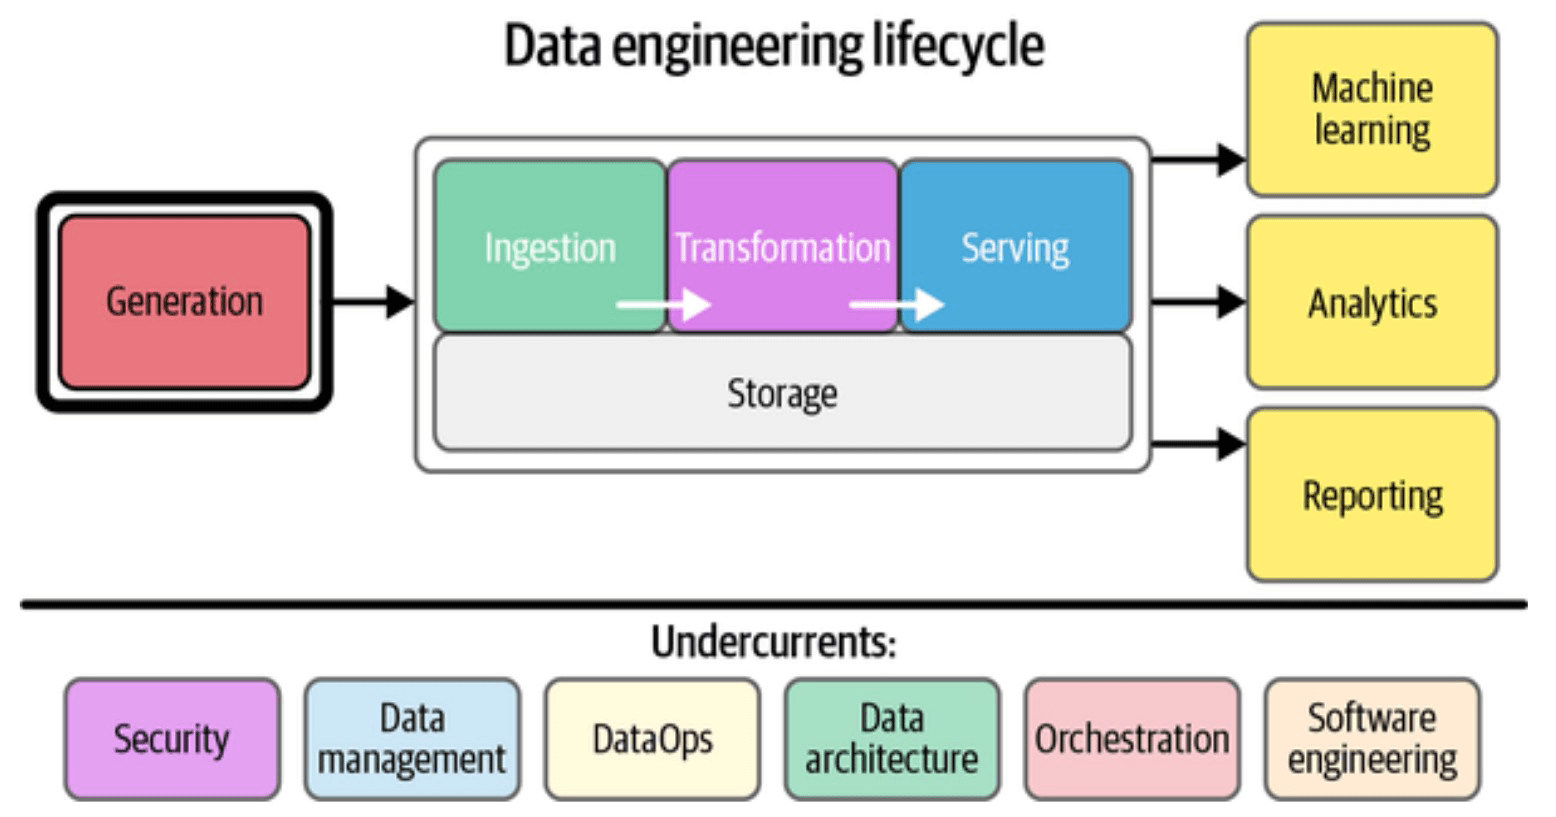 Data engineering lifecycle
Generation
Ingestion
Transformation
Serving
Storage
Machine
learning
Analytics
Reporting
Undercurrents:
Security
Data
management
DataOps
Data
architecture
Orchestration
Software
engineering